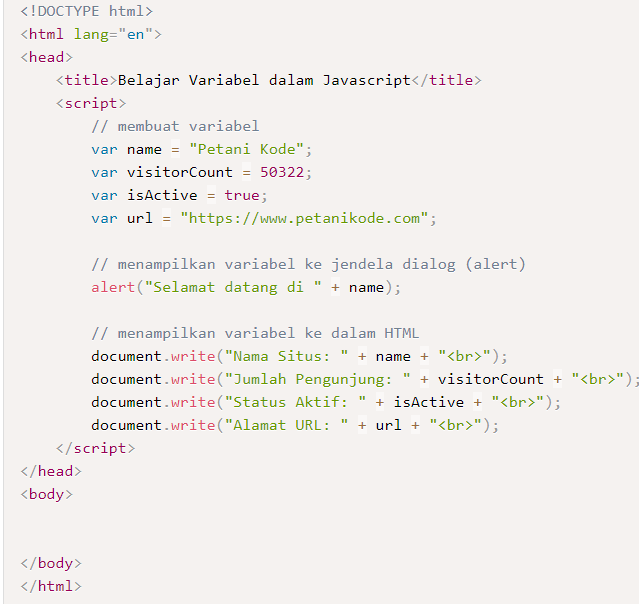 <!DOCTYPE html>
<html lang="en">
<head>
    <title>Belajar Variabel dalam Javascript</title>
    <script>
        // membuat variabel
        var name = "Petani Kode";
        var visitorCount = 50322;
        var isActive = true;
        var url = "https://www.petanikode.com";

        // menampilkan variabel ke jendela dialog (alert)
        alert("Selamat datang di " + name);

        // menampilkan variabel ke dalam HTML
        document.write("Nama Situs: " + name + "<br>");
        document.write("Jumlah Pengunjung: " + visitorCount + "<br>");
        document.write("Status Aktif: " + isActive + "<br>");
        document.write("Alamat URL: " + url + "<br>");
    </script>
</head>
<body>


</body>
</html>